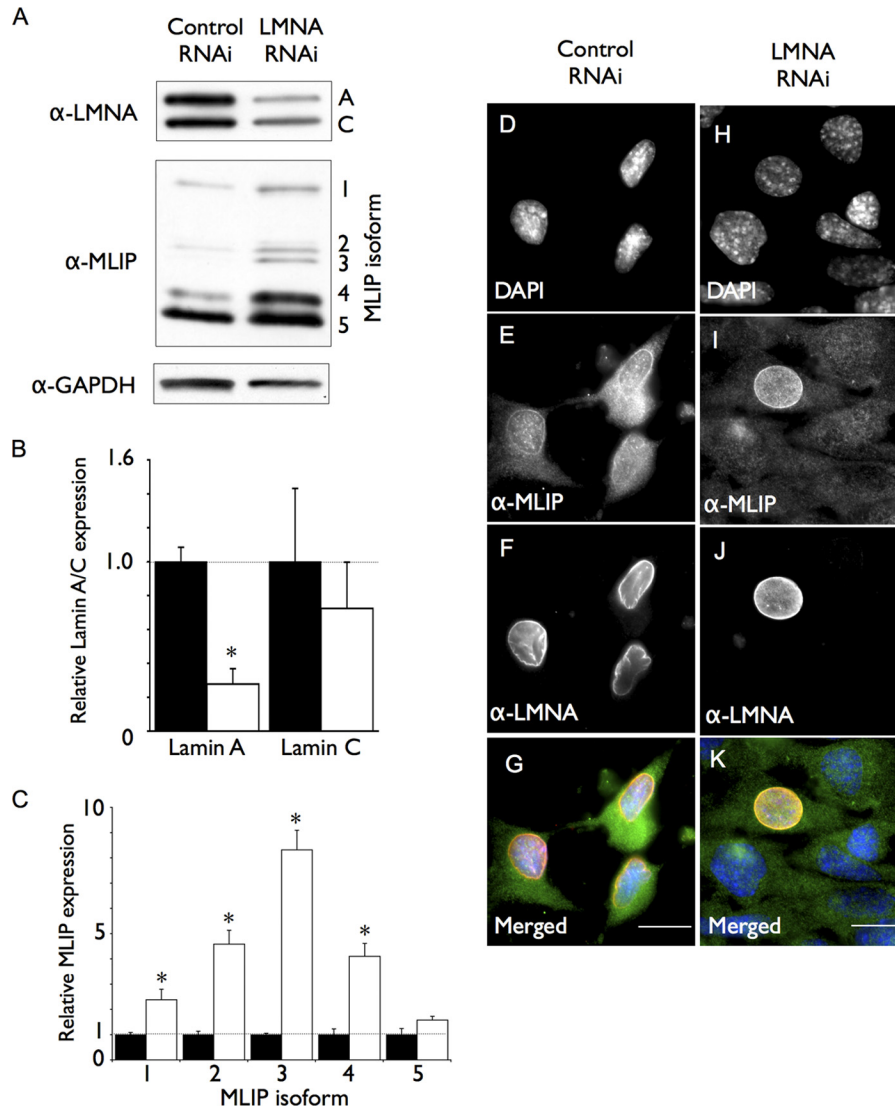 A
Control RNAi
LMNA RNAi
α-LMNA
A
C
α-MLIP
1
2
3
4
5
MLIP isoform
α-GAPDH
B
Relative Lamin A/C expression
1.6
1.0
0
*
Lamin A
Lamin C
C
Relative MLIP expression
10
5
1
0
*
*
*
*
1
2
3
4
5
MLIP isoform
Control RNAi
LMNA RNAi
D
DAPI
H
DAPI
E
α-MLIP
I
α-MLIP
F
α-LMNA
J
α-LMNA
G
Merged
K
Merged